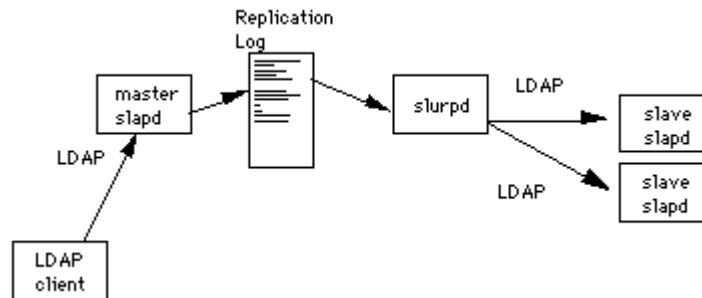 Replication
Log
master
slapd
slurpd
LDAP
slave
slapd
LDAP
LDAP
slave
slapd
LDAP
client